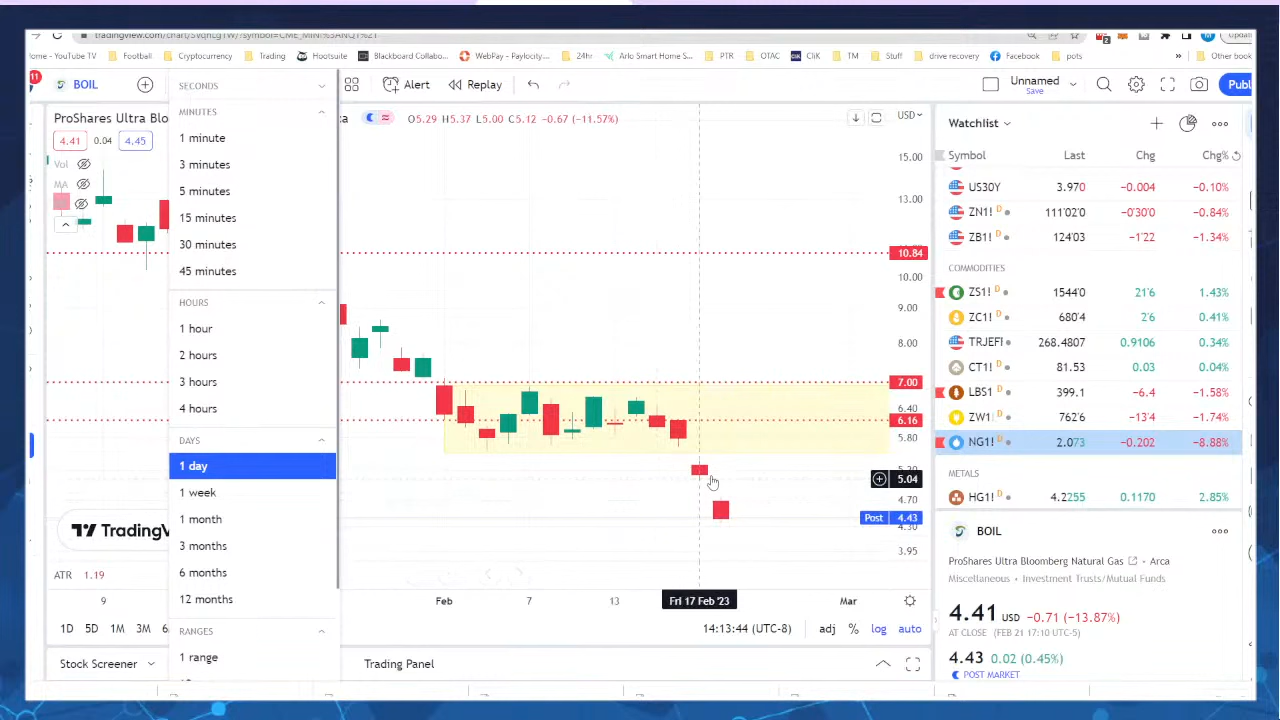 Home - YouTube TV Football Cryptocurrency Trading Hootsuite Blackboard Collabo... WebPay – Paylocity... 24hr Arlo Smart Home S... PTR OTAC CliK TM Stuff drive recovery Facebook pots » Other book
11 BOIL Alert Replay Unnamed Save Publ
SECONDS
MINUTES
1 minute
3 minutes
5 minutes
15 minutes
30 minutes
45 minutes
HOURS
1 hour
2 hours
3 hours
4 hours
DAYS
1 day
1 week
1 month
3 months
6 months
12 months
RANGES
1 range
ProShares Ultra Blo
O5.29 H5.37 L5.00 C5.12 −0.67 (−11.57%)
4.41 0.04 4.45
Vol
MA
USD
15.00
13.00
10.84
10.00
9.00
8.00
7.00
6.40
6.16
5.80
5.20
5.04
4.70
Post 4.43
4.30
3.95
TradingV
ATR 1.19
9 Feb 7 13 Fri 17 Feb '23 Mar
1D 5D 1M 3M 14:13:44 (UTC-8) adj % log auto
Stock Screener Trading Panel
Watchlist
Symbol Last Chg Chg%
US30Y 3.970 −0.004 −0.10%
ZN1! D 111'02'0 −0'30'0 −0.84%
ZB1! D 124'03 −1'22 −1.34%
COMMODITIES
ZS1! D 1544'0 21'6 1.43%
ZC1! D 680'4 2'6 0.41%
TRJEFI 268.4807 0.9106 0.34%
CT1! D 81.53 0.03 0.04%
LBS1 D 399.1 −6.4 −1.58%
ZW1 D 762'6 −13'4 −1.74%
NG1! D 2.073 −0.202 −8.88%
METALS
HG1! D 4.2255 0.1170 2.85%
BOIL
ProShares Ultra Bloomberg Natural Gas • Arca
Miscellaneous • Investment Trusts/Mutual Funds
4.41 USD −0.71 (−13.87%)
AT CLOSE (FEB 21 17:10 UTC-5)
4.43 0.02 (0.45%)
POST MARKET